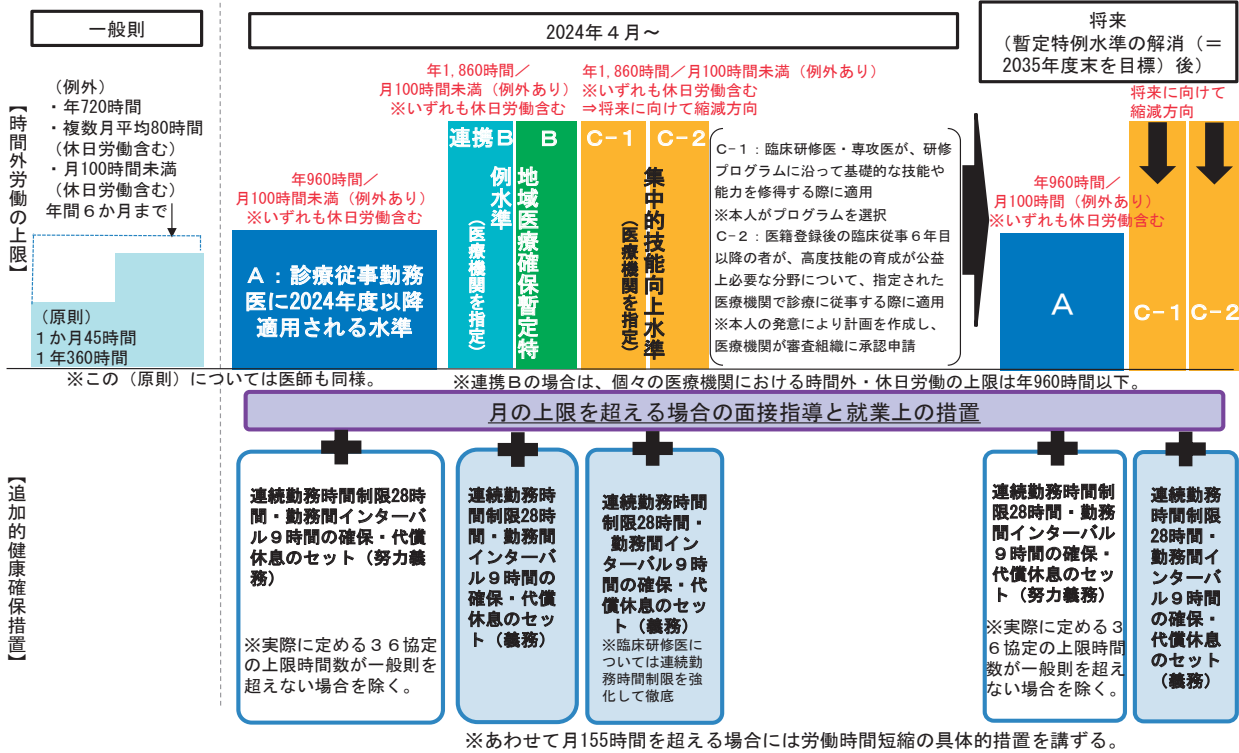 一般則
2024年４月～
将来
（暫定特例水準の解消（＝
2035年度末を目標）後）
【時間外労働の上限】
（例外）
・年720時間
・複数月平均80時間
（休日労働含む）
・月100時間未満
（休日労働含む）
年間６か月まで
（原則）
１か月45時間
１年360時間
年960時間／
月100時間未満（例外あり）
※いずれも休日労働含む
Ａ：診療従事勤務
医に2024年度以降
適用される水準
年1,860時間／
月100時間未満（例外あり）
※いずれも休日労働含む
連携Ｂ
Ｂ
地域医療確保暫定特
例水準
（医療機関を指定）
年1,860時間／月100時間未満（例外あり）
※いずれも休日労働含む
⇒将来に向けて縮減方向
Ｃ-１
Ｃ-２
集中的技能向上水準
（医療機関を指定）
Ｃ-１：臨床研修医・専攻医が、研修
プログラムに沿って基礎的な技能や
能力を修得する際に適用
※本人がプログラムを選択
Ｃ-２：医籍登録後の臨床従事６年目
以降の者が、高度技能の育成が公益
上必要な分野について、指定された
医療機関で診療に従事する際に適用
※本人の発意により計画を作成し、
医療機関が審査組織に承認申請
年960時間／
月100時間（例外あり）
※いずれも休日労働含む
Ａ
将来に向けて
縮減方向
Ｃ-１
Ｃ-２
※この（原則）については医師も同様。
※連携Ｂの場合は、個々の医療機関における時間外・休日労働の上限は年960時間以下。
月の上限を超える場合の面接指導と就業上の措置
【追加的健康確保措置】
連続勤務時間制限28時
間・勤務間インターバ
ル９時間の確保・代償
休息のセット（努力義
務）
※実際に定める３６協定
の上限時間数が一般則を
超えない場合を除く。
連続勤務時
間制限28時
間・勤務間
インターバ
ル９時間の
確保・代償
休息のセッ
ト（義務）
連続勤務時間
制限28時間・
勤務間イン
ターバル９時
間の確保・代
償休息のセッ
ト（義務）
※臨床研修医に
ついては連続勤
務時間制限を強
化して徹底
連続勤務時間制
限28時間・勤務
間インターバル
９時間の確保・
代償休息のセッ
ト（努力義務）
※実際に定める３
６協定の上限時間
数が一般則を超え
ない場合を除く。
連続勤務
時間制限
28時間・勤
務間イン
ターバ
ル９時間
の確保・
代償休息
のセット
（義務）
※あわせて月155時間を超える場合には労働時間短縮の具体的措置を講ずる。